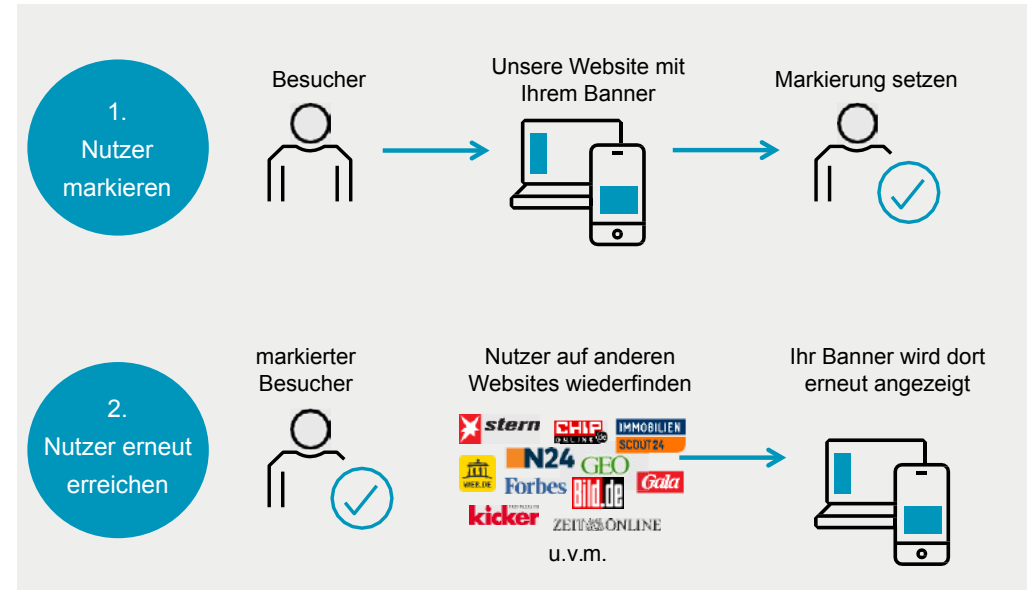 1.
Nutzer
markieren
Besucher
Unsere Website mit
Ihrem Banner
Markierung setzen
2.
Nutzer erneut
erreichen
markierter
Besucher
Nutzer auf anderen
Websites wiederfinden
stern
CHIP
ONLINE
IMMOBILIEN
SCOUT24
WEB.DE
N24
GEO
Forbes
Bild.de
Gala
kicker
ZEIT ONLINE
u.v.m.
Ihr Banner wird dort
erneut angezeigt